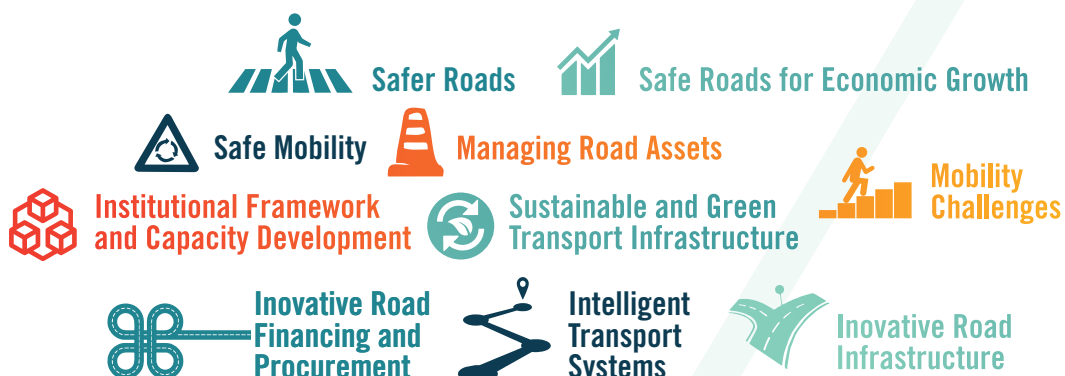 Safer Roads
Safe Roads for Economic Growth
Safe Mobility
Managing Road Assets
Mobility
Challenges
Institutional Framework
and Capacity Development
Sustainable and Green
Transport Infrastructure
Inovative Road
Financing and
Procurement
Intelligent
Transport
Systems
Inovative Road
Infrastructure